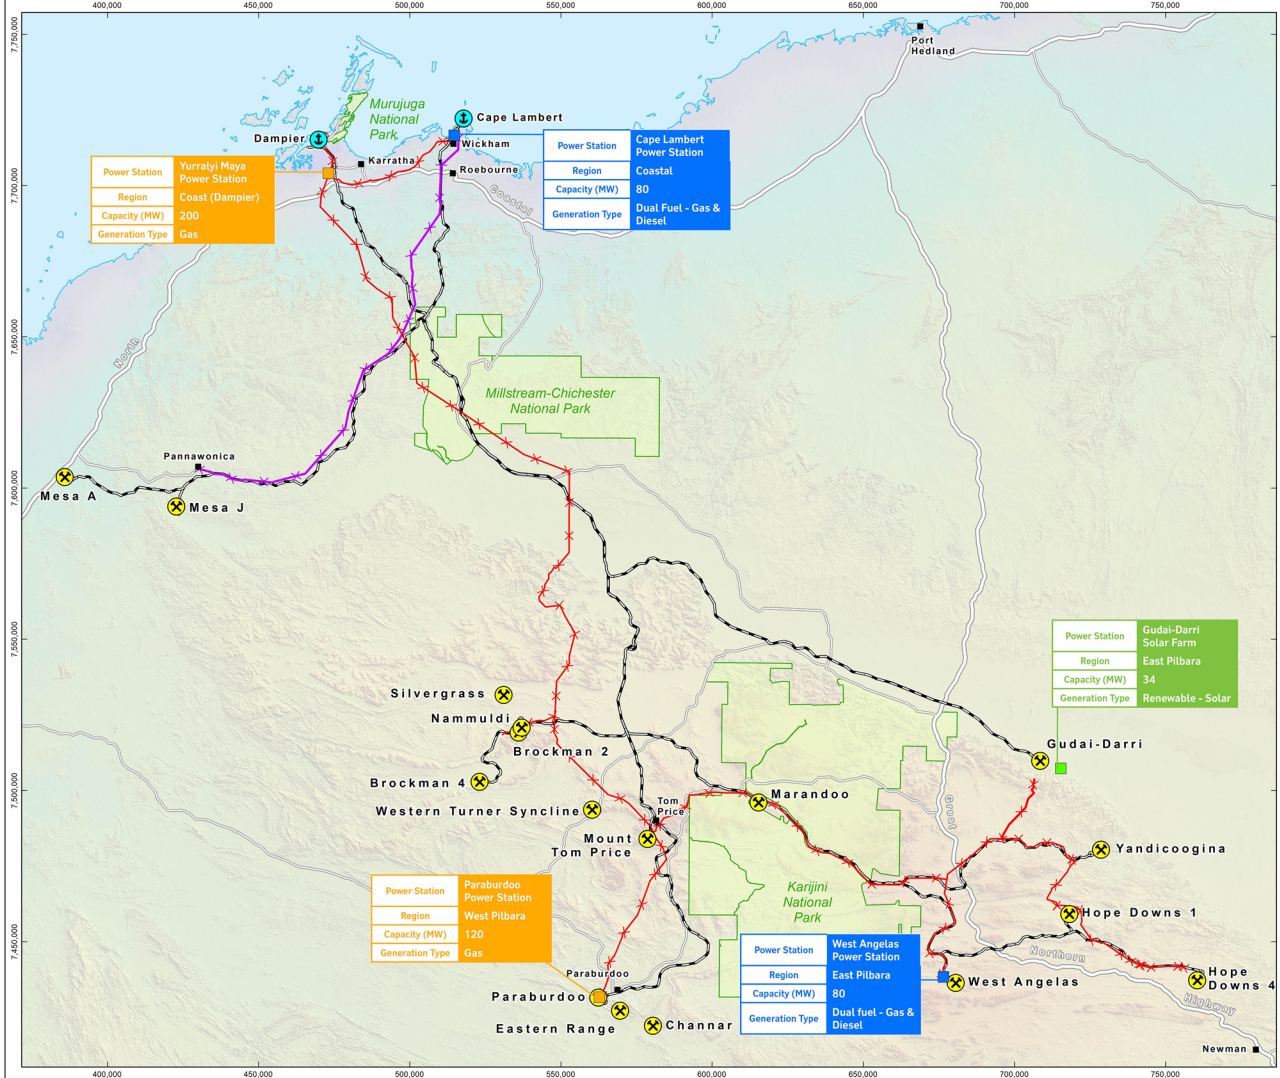 400,000
450,000
500,000
550,000
600,000
650,000
700,000
750,000
7,750,000
7,700,000
7,650,000
7,600,000
7,550,000
7,500,000
7,450,000
Port
Hedland
Murujuga
National
Park
Cape Lambert
Dampier
Wickham
Karratha
Roebourne
Coastal
Power Station
Yurralyi Maya
Power Station
Region
Coast (Dampier)
Capacity (MW)
200
Generation Type
Gas
Power Station
Cape Lambert
Power Station
Region
Coastal
Capacity (MW)
80
Generation Type
Dual Fuel - Gas &
Diesel
North
Millstream-Chichester
National Park
Pannawonica
Mesa A
Mesa J
Power Station
Gudai-Darri
Solar Farm
Region
East Pilbara
Capacity (MW)
34
Generation Type
Renewable - Solar
Silvergrass
Nammuldi
Brockman 2
Gudai-Darri
Brockman 4
Western Turner Syncline
Tom
Price
Marandoo
Great
Mount
Tom Price
Yandicoogina
Power Station
Paraburdoo
Power Station
Region
West Pilbara
Capacity (MW)
120
Generation Type
Gas
Karijini
National
Park
Hope Downs 1
Power Station
West Angelas
Power Station
Region
East Pilbara
Capacity (MW)
80
Generation Type
Dual fuel - Gas &
Diesel
Northern
Highway
Paraburdoo
Paraburdoo
West Angelas
Hope
Downs 4
Eastern Range
Channar
Newman
400,000
450,000
500,000
550,000
600,000
650,000
700,000
750,000